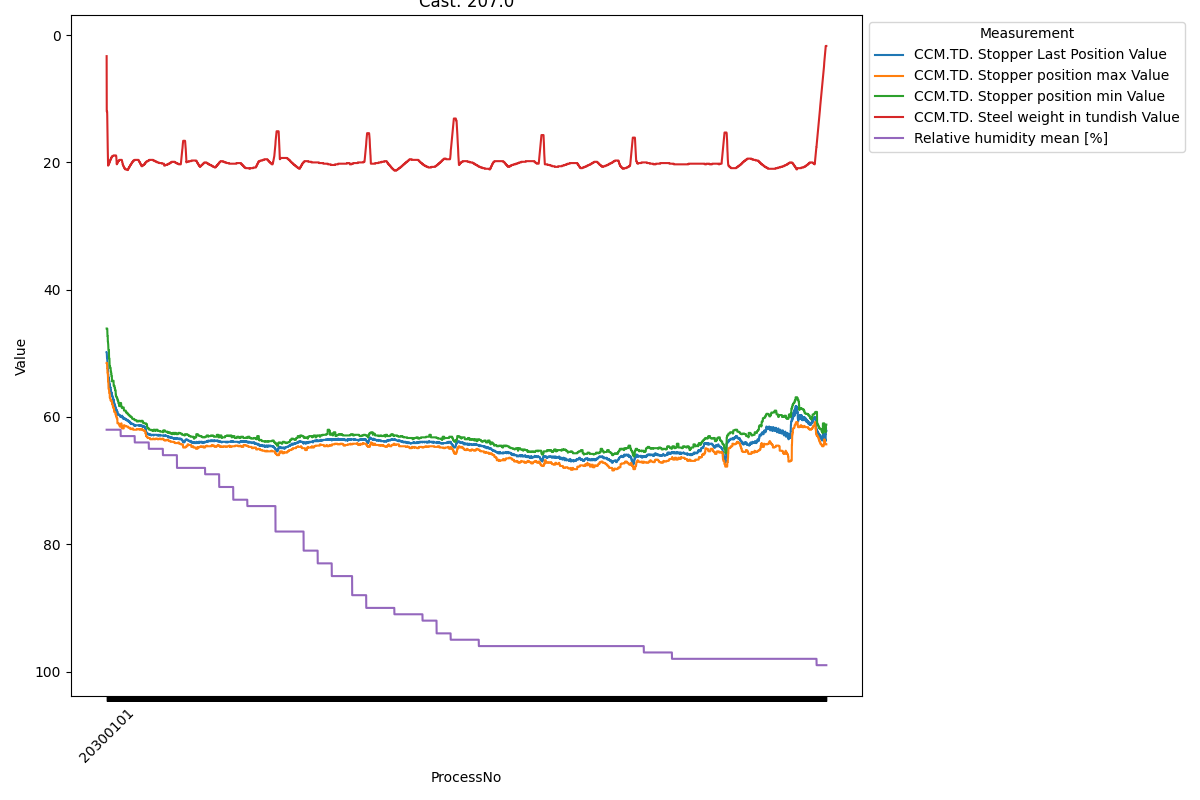 Cast: 207.0
0
20
40
60
80
100
Value
20300101
ProcessNo
Measurement
CCM.TD. Stopper Last Position Value
CCM.TD. Stopper position max Value
CCM.TD. Stopper position min Value
CCM.TD. Steel weight in tundish Value
Relative humidity mean [%]